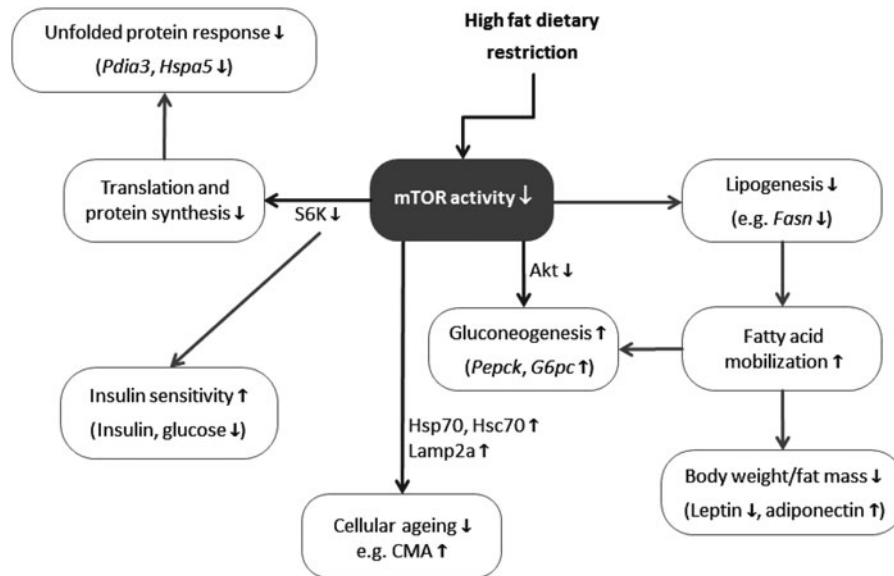 Unfolded protein response ↓
(Pdia3, Hspa5 ↓)
High fat dietary
restriction
Translation and
protein synthesis ↓
S6K ↓
mTOR activity ↓
Lipogenesis ↓
(e.g. Fasn ↓)
Akt ↓
Gluconeogenesis ↑
(Pepck, G6pc ↑)
Fatty acid
mobilization ↑
Insulin sensitivity ↑
(Insulin, glucose ↓)
Hsp70, Hsc70 ↑
Lamp2a ↑
Body weight/fat mass ↓
(Leptin ↓, adiponectin ↑)
Cellular ageing ↓
e.g. CMA ↑